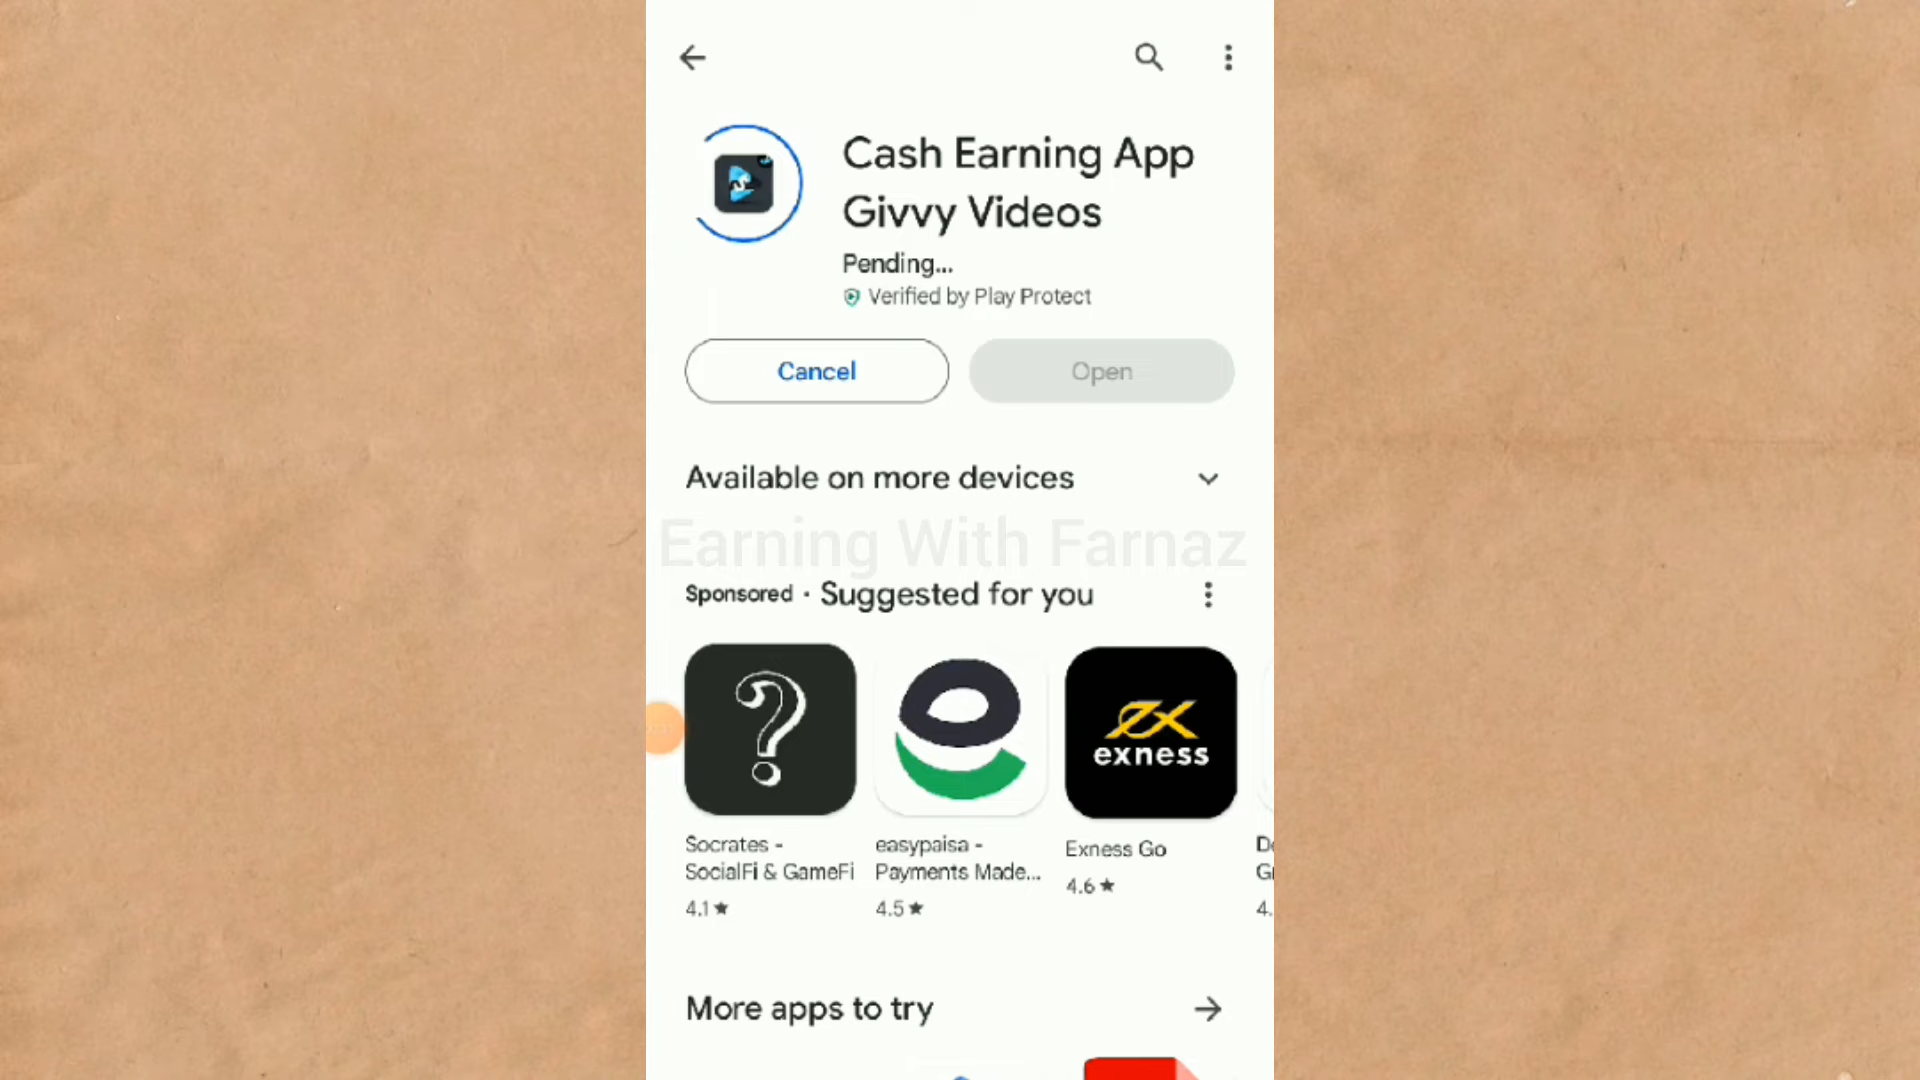 Cash Earning App
Givvy Videos
Pending...
Verified by Play Protect
Cancel
Open
Available on more devices
Earning With Farnaz
Sponsored · Suggested for you
?
e
ex
exness
Socrates -
SocialFi & GameFi
4.1★
easypaisa -
Payments Made...
4.5★
Exness Go
4.6★
4.
More apps to try